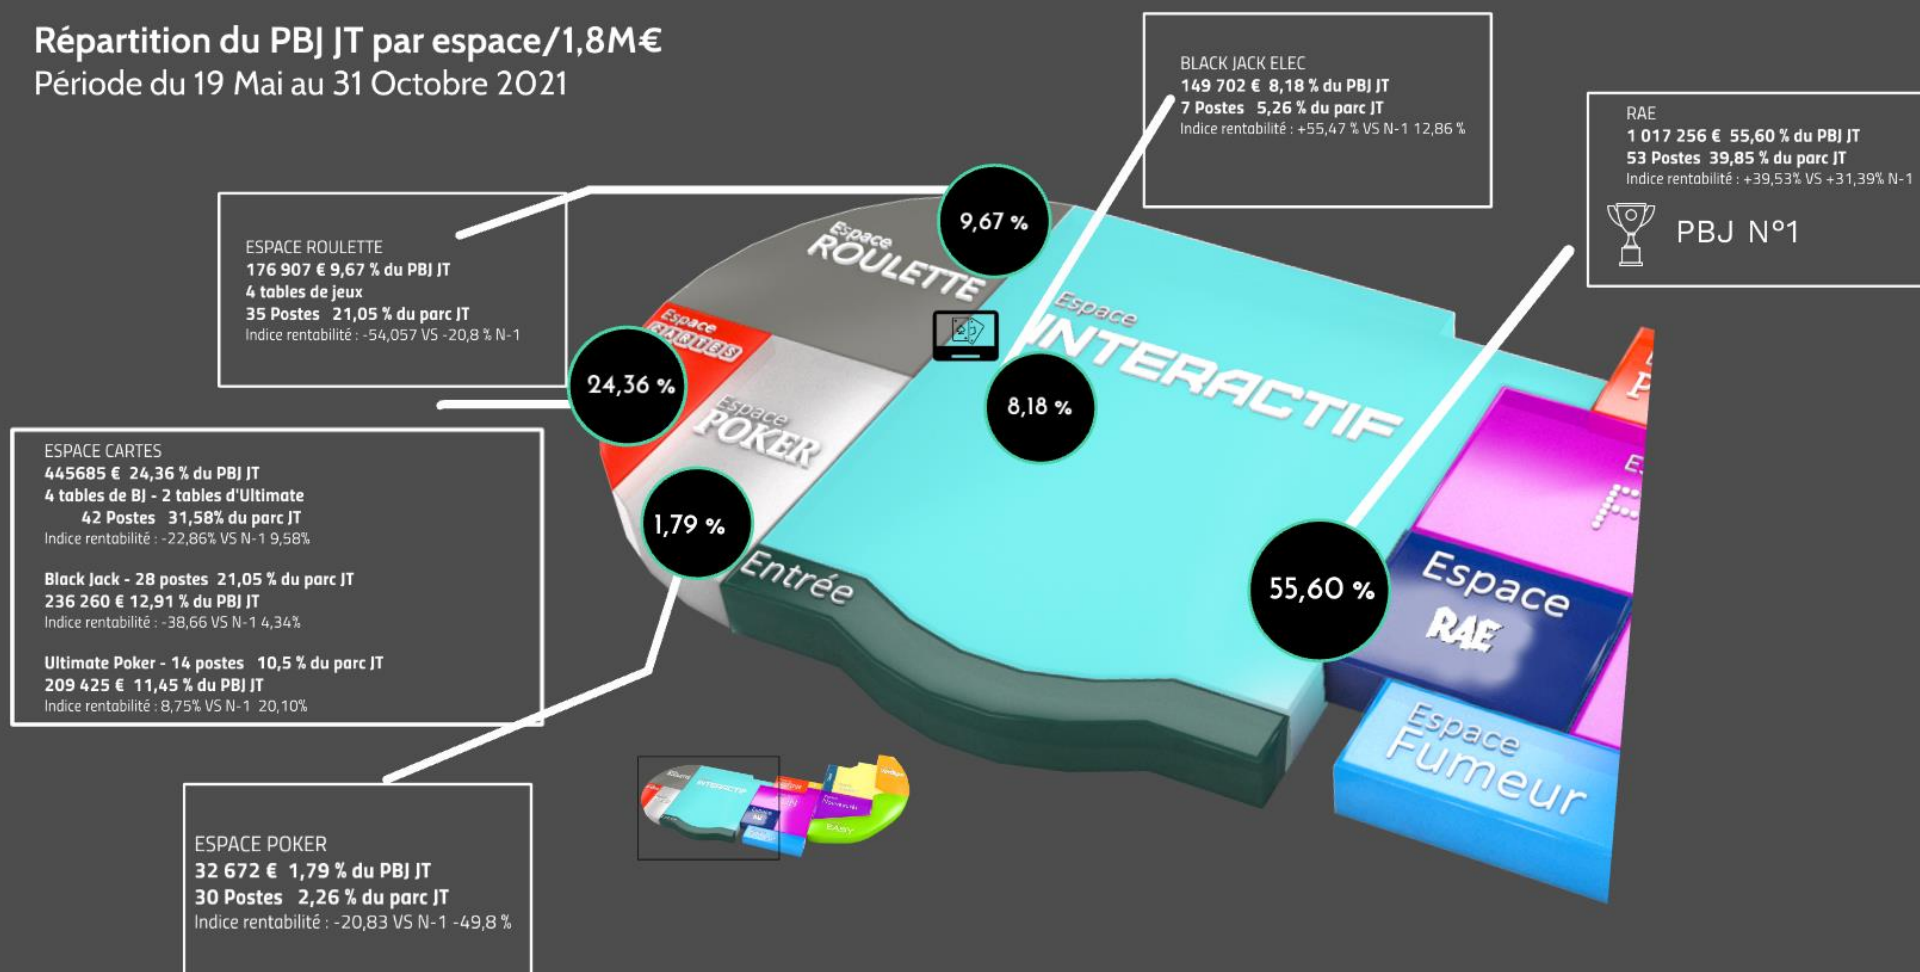 Répartition du PBJ JT par espace/1,8M€
Période du 19 Mai au 31 Octobre 2021
BLACK JACK ELEC
149 702 € 8,18 % du PBJ JT
7 Postes 5,26 % du parc JT
Indice rentabilité : +55,47 % VS N-1 12,86 %
RAE
1 017 256 € 55,60 % du PBJ JT
53 Postes 39,85 % du parc JT
Indice rentabilité : +39,53% VS +31,39% N-1
PBJ N°1
ESPACE ROULETTE
176 907 € 9,67 % du PBJ JT
4 tables de jeux
35 Postes 21,05 % du parc JT
Indice rentabilité : -54,057 VS -20,8 % N-1
ESPACE CARTES
445685 € 24,36 % du PBJ JT
4 tables de BJ - 2 tables d'Ultimate
42 Postes 31,58% du parc JT
Indice rentabilité : -22,86% VS N-1 9,58%
Black Jack - 28 postes 21,05 % du parc JT
236 260 € 12,91 % du PBJ JT
Indice rentabilité : -38,66 VS N-1 4,34%
Ultimate Poker - 14 postes 10,5 % du parc JT
209 425 € 11,45 % du PBJ JT
Indice rentabilité : 8,75% VS N-1 20,10%
ESPACE POKER
32 672 € 1,79 % du PBJ JT
30 Postes 2,26 % du parc JT
Indice rentabilité : -20,83 VS N-1 -49,8 %
9,67 %
Espace
ROULETTE
24,36 %
Espace
CARTES
Espace
POKER
1,79 %
Entrée
8,18 %
Espace
INTERACTIF
55,60 %
Espace
RAE
Espace
Fumeur
INTERACTIF
EASY